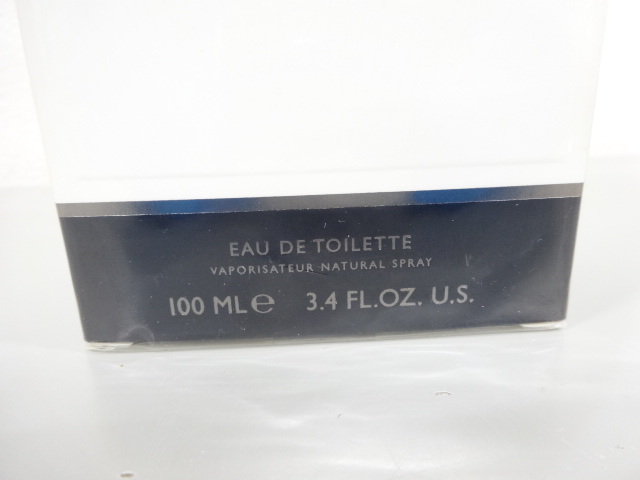 EAU DE TOILETTE
VAPORISATEUR NATURAL SPRAY
100 ML℮ 3.4 FL.OZ. U.S.